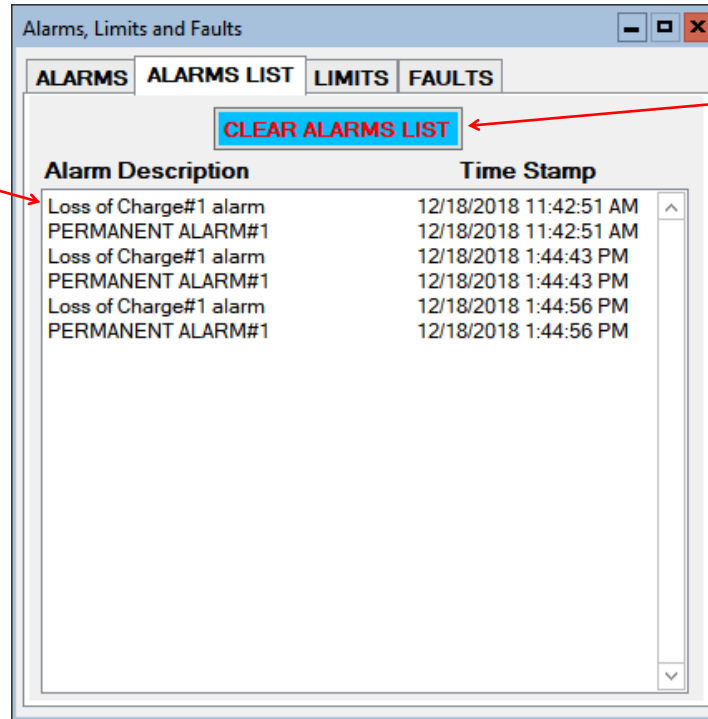 Alarms, Limits and Faults
ALARMS ALARMS LIST LIMITS FAULTS
CLEAR ALARMS LIST
Alarm Description Time Stamp
Loss of Charge#1 alarm 12/18/2018 11:42:51 AM
PERMANENT ALARM#1 12/18/2018 11:42:51 AM
Loss of Charge#1 alarm 12/18/2018 1:44:43 PM
PERMANENT ALARM#1 12/18/2018 1:44:43 PM
Loss of Charge#1 alarm 12/18/2018 1:44:56 PM
PERMANENT ALARM#1 12/18/2018 1:44:56 PM